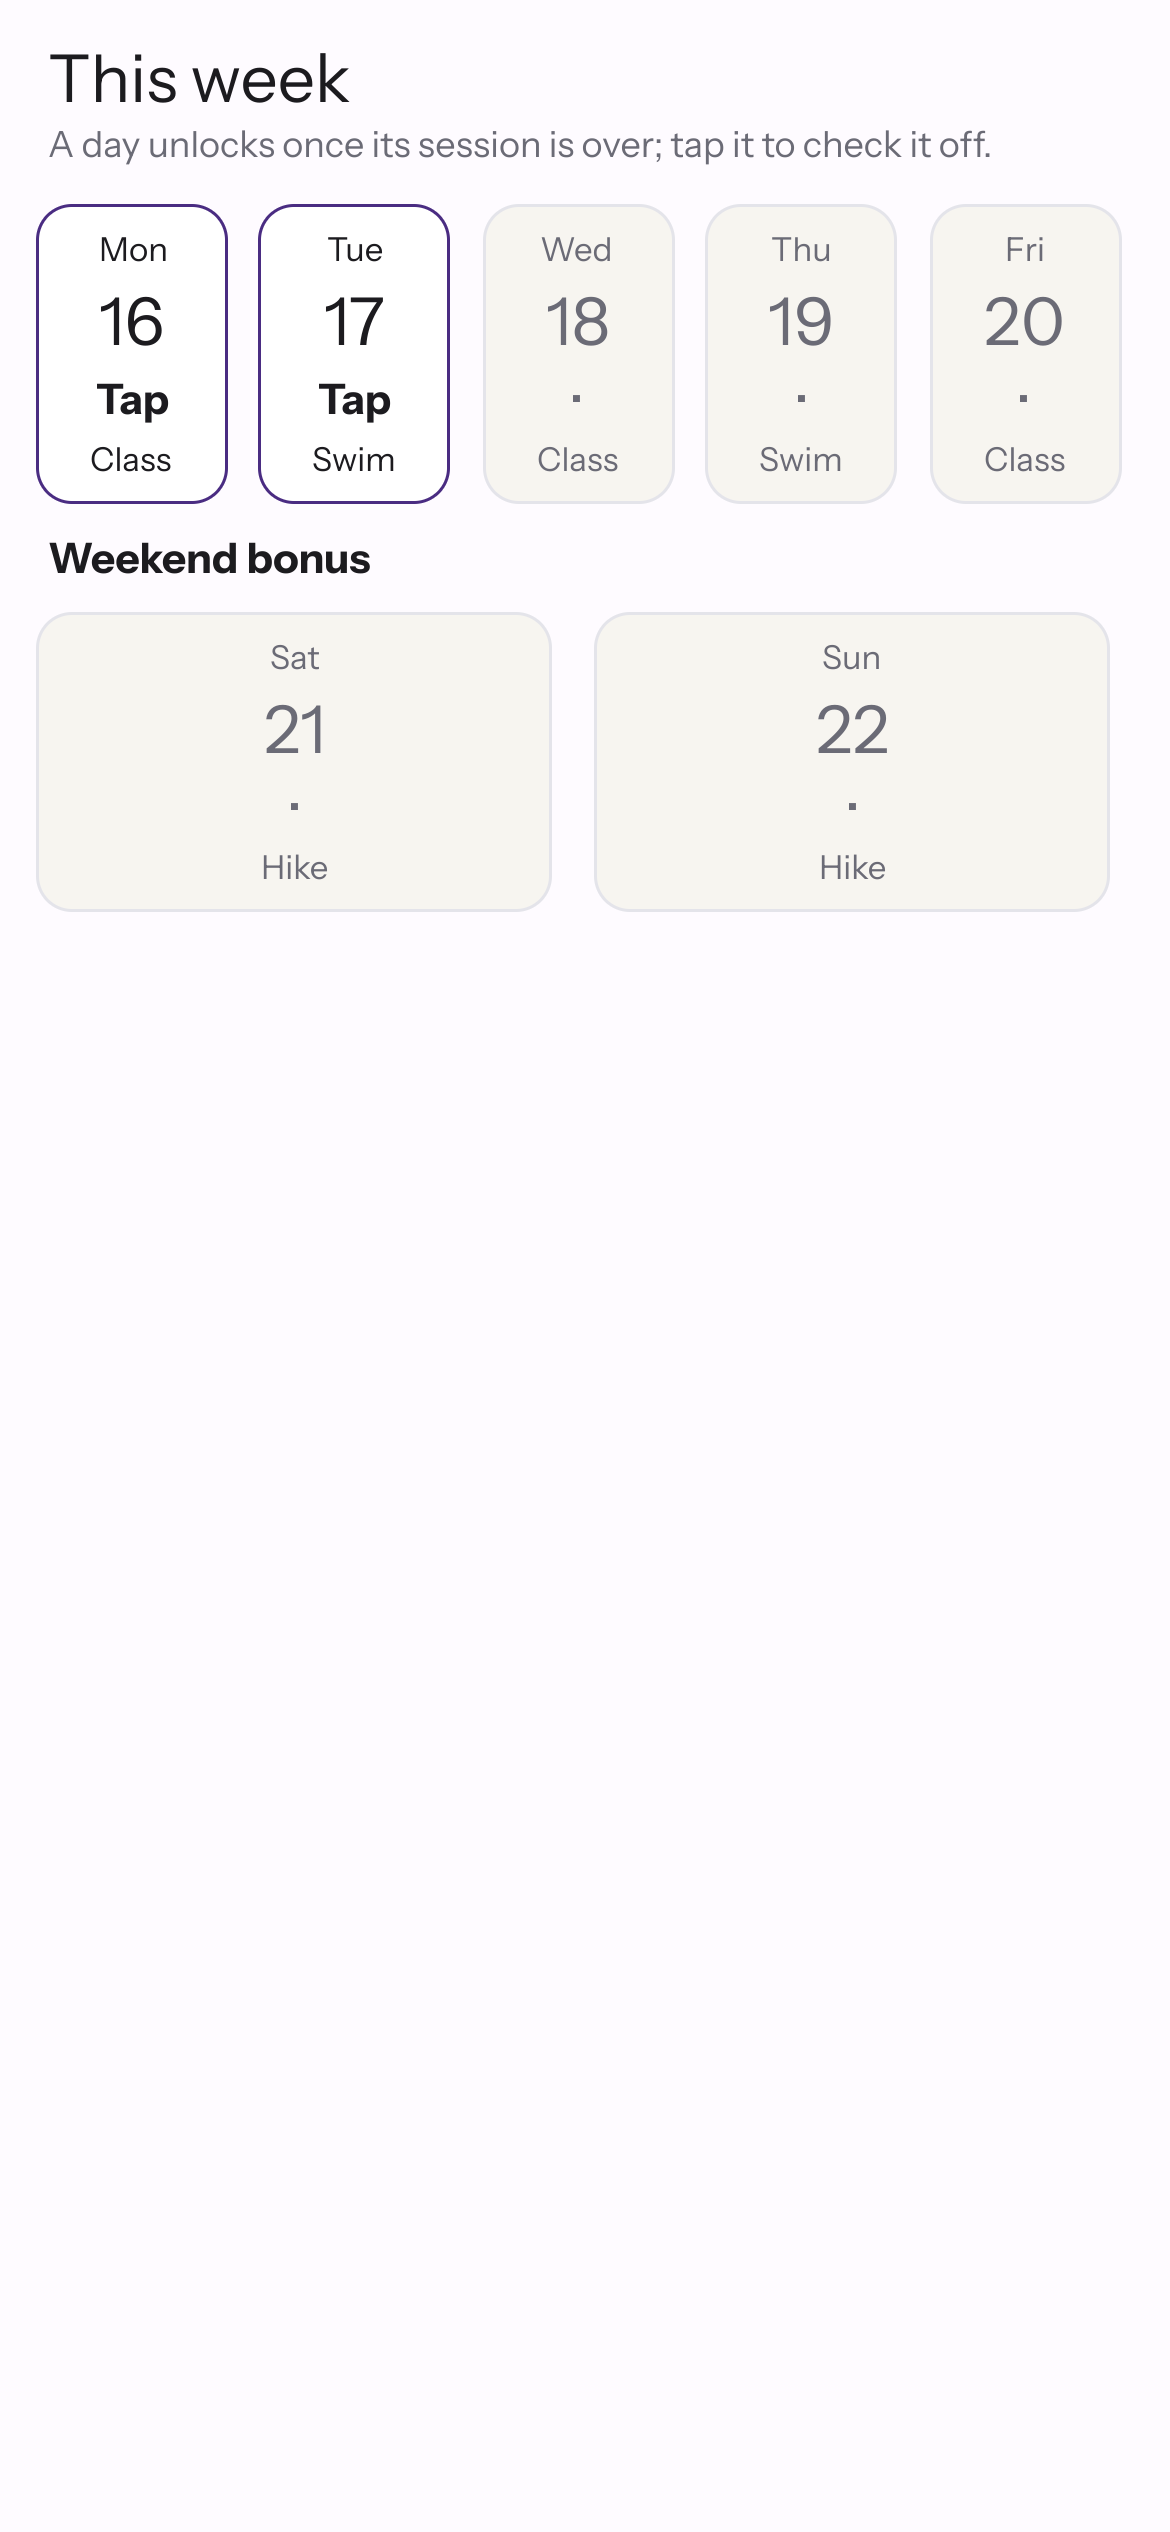 This week
A day unlocks once its session is over; tap it to check it off.
Mon
16
Tap
Class
Tue
17
Tap
Swim
Wed
18
·
Class
Thu
19
·
Swim
Fri
20
·
Class
Weekend bonus
Sat
21
·
Hike
Sun
22
·
Hike